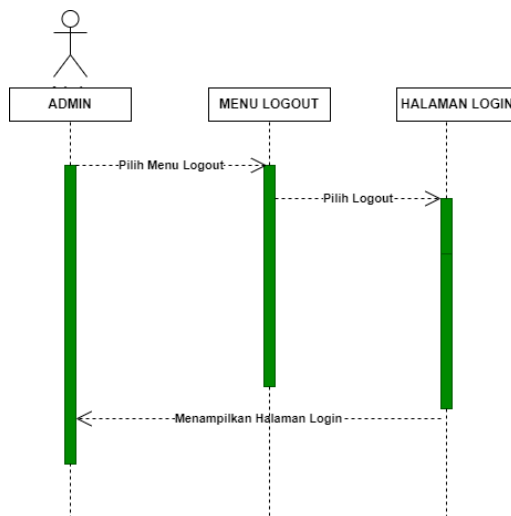 ADMIN
MENU LOGOUT
HALAMAN LOGIN
Pilih Menu Logout
Pilih Logout
Menampilkan Halaman Login